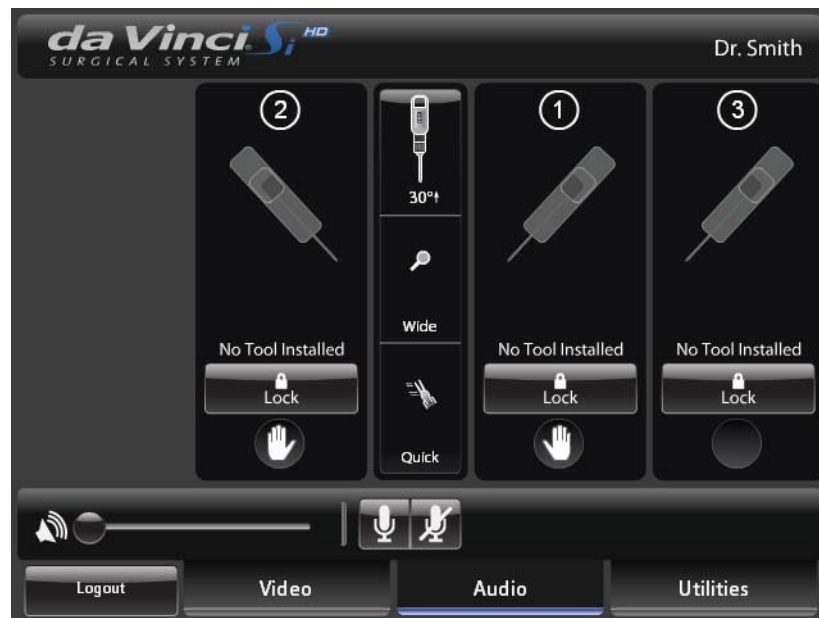 da Vinci Si HD
SURGICAL SYSTEM
Dr. Smith
2
1
3
30°
Wide
Quick
No Tool Installed
Lock
No Tool Installed
Lock
No Tool Installed
Lock
Logout
Video
Audio
Utilities